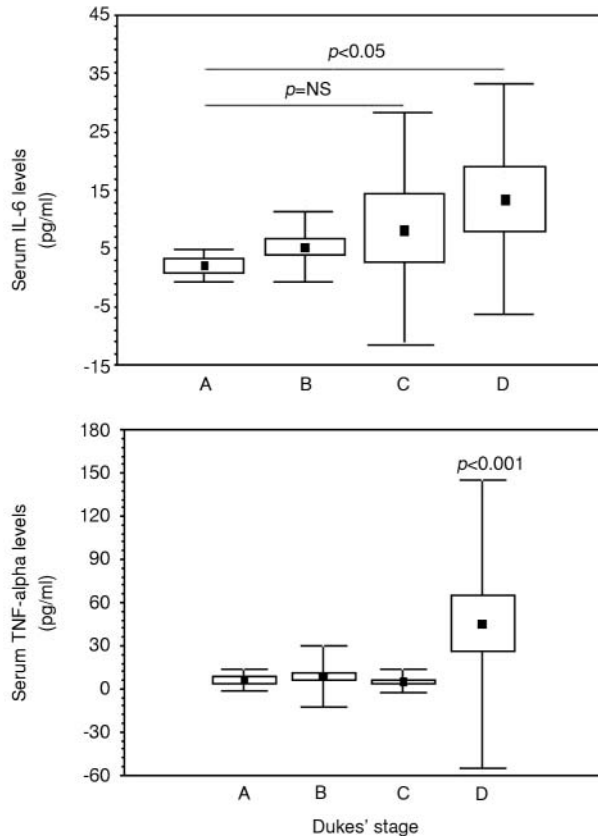 45
35
25
15
5
-5
-15
Serum IL-6 levels
(pg/ml)
p<0.05
p=NS
A B C D
180
150
120
90
60
30
0
-30
-60
Serum TNF-alpha levels
(pg/ml)
p<0.001
A B C D
Dukes' stage